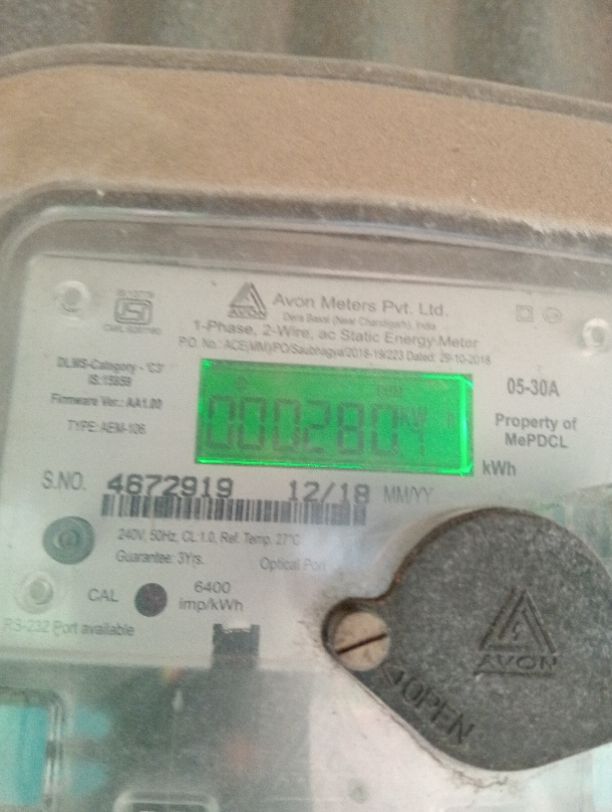 AVON
Avon Meters Pvt. Ltd.
Dera Bassi (Near Chandigarh), India
1-Phase, 2-Wire, ac Static Energy Meter
P.O. No.: ACE(MM)/PO/Saubhagya/2018-19/223 Dated: 29-10-2018
DLMS-Category - 'C3'
IS:15959
Firmware Ver.: AA1.00
TYPE: AEM-106
05-30A
Property of
MePDCL
kWh
S.NO. 4672919 12/18 MM/YY
240V, 50Hz, CL:1.0, Ref. Temp. 27°C
Guarantee: 3Yrs.
Optical Port
CAL
6400
imp/kWh
RS-232 Port available
AVON
OPEN